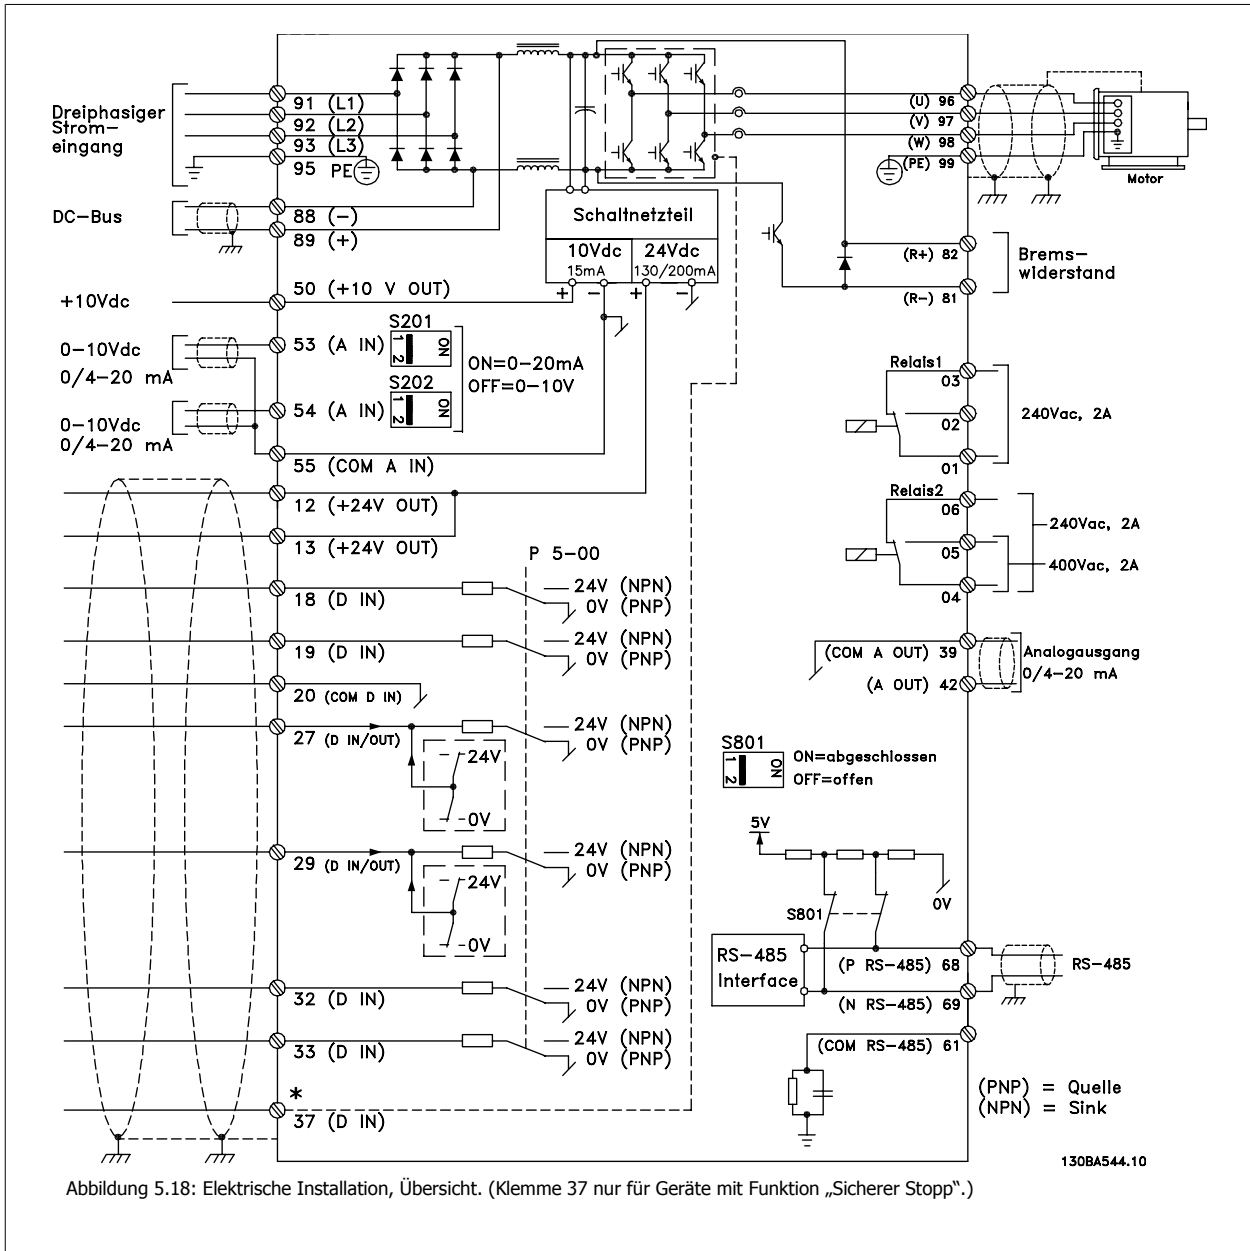 Dreiphasiger
Strom-
eingang
91 (L1)
92 (L2)
93 (L3)
95 PE
DC-Bus
88 (-)
89 (+)
+10Vdc
50 (+10 V OUT)
0-10Vdc
0/4-20 mA
53 (A IN)
S201
1 2
ON
ON=0-20mA
OFF=0-10V
0-10Vdc
0/4-20 mA
54 (A IN)
S202
1 2
ON
55 (COM A IN)
12 (+24V OUT)
13 (+24V OUT)
P 5-00
18 (D IN)
24V (NPN)
0V (PNP)
19 (D IN)
24V (NPN)
0V (PNP)
20 (COM D IN)
27 (D IN/OUT)
24V (NPN)
0V (PNP)
24V
0V
29 (D IN/OUT)
24V (NPN)
0V (PNP)
24V
0V
32 (D IN)
24V (NPN)
0V (PNP)
33 (D IN)
24V (NPN)
0V (PNP)
*
37 (D IN)
Schaltnetzteil
10Vdc
15mA
24Vdc
130/200mA
+ - + -
(U) 96
(V) 97
(W) 98
(PE) 99
Motor
(R+) 82
(R-) 81
Brems-
widerstand
Relais1
03
02
01
240Vac, 2A
Relais2
06
05
04
240Vac, 2A
400Vac, 2A
(COM A OUT) 39
(A OUT) 42
Analogausgang
0/4-20 mA
S801
1 2
ON
ON=abgeschlossen
OFF=offen
5V
0V
S801
RS-485
Interface
(P RS-485) 68
(N RS-485) 69
RS-485
(COM RS-485) 61
(PNP) = Quelle
(NPN) = Sink
130BA544.10
Abbildung 5.18: Elektrische Installation, Übersicht. (Klemme 37 nur für Geräte mit Funktion „Sicherer Stopp“.)